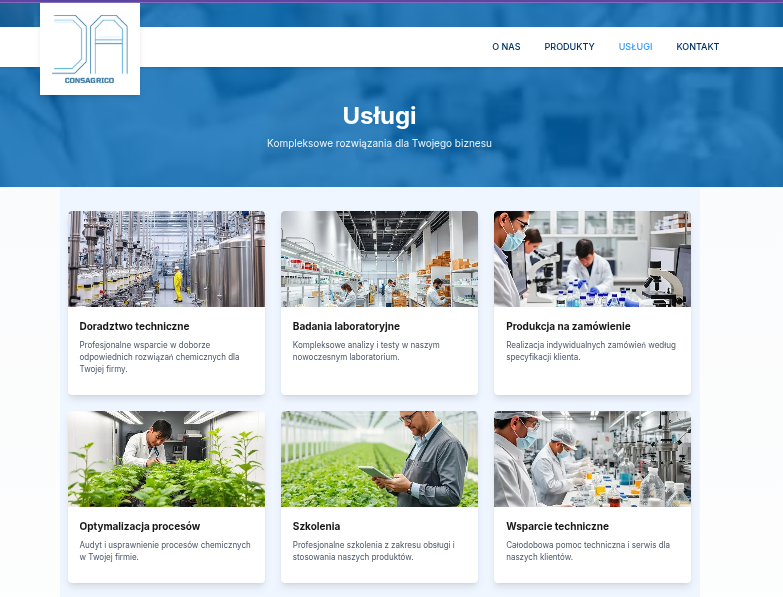 CONSAGRICO
O NAS PRODUKTY USŁUGI KONTAKT
Usługi
Kompleksowe rozwiązania dla Twojego biznesu
Doradztwo techniczne
Profesjonalne wsparcie w doborze
odpowiednich rozwiązań chemicznych dla
Twojej firmy.
Badania laboratoryjne
Kompleksowe analizy i testy w naszym
nowoczesnym laboratorium.
Produkcja na zamówienie
Realizacja indywidualnych zamówień według
specyfikacji klienta.
Optymalizacja procesów
Audyt i usprawnienie procesów chemicznych
w Twojej firmie.
Szkolenia
Profesjonalne szkolenia z zakresu obsługi i
stosowania naszych produktów.
Wsparcie techniczne
Całodobowa pomoc techniczna i serwis dla
naszych klientów.